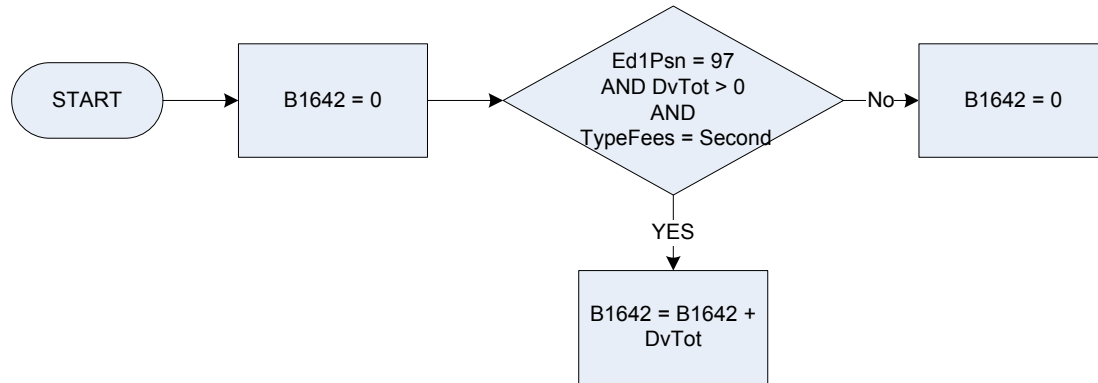 START
B1642 = 0
Ed1Psn = 97
AND DvTot > 0
AND
TypeFees = Second
No
B1642 = 0
YES
B1642 = B1642 +
DvTot